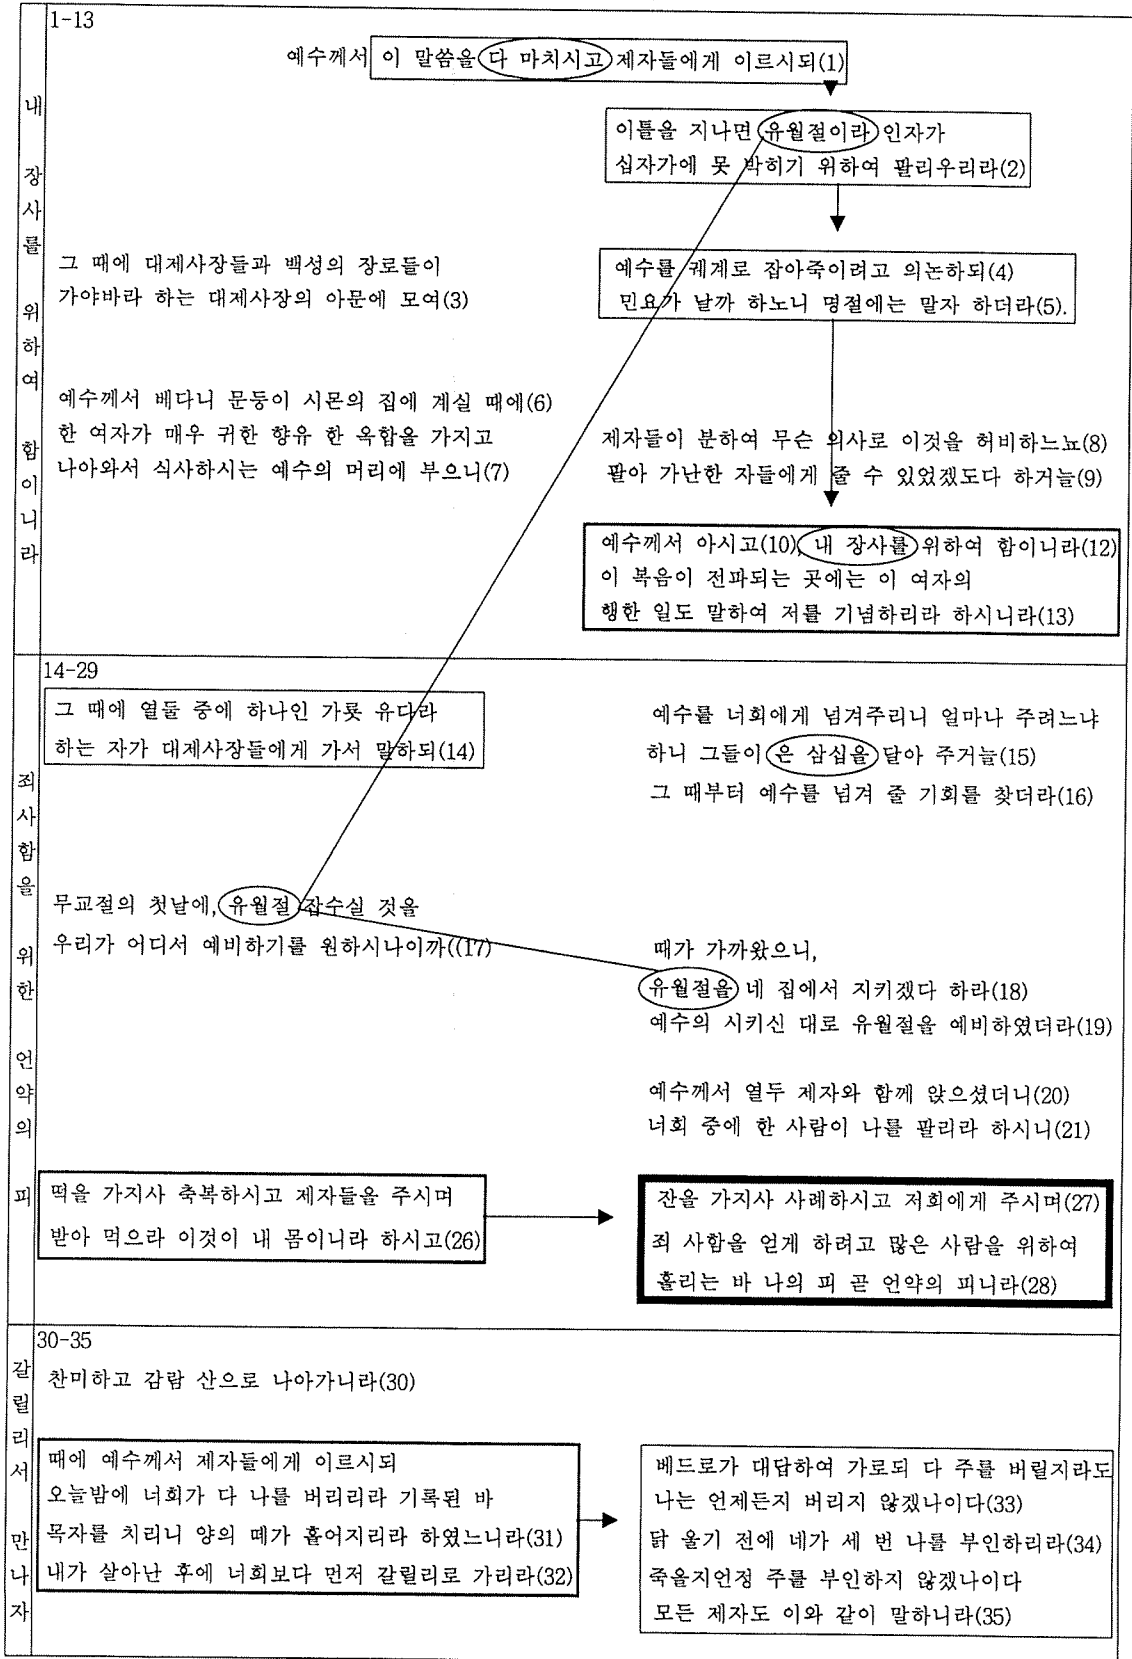 1-13
내 장사를 위하여 함이니라
예수께서 이 말씀을 다 마치시고 제자들에게 이르시되(1)
이틀을 지나면 유월절이라 인자가
십자가에 못 박히기 위하여 팔리우리라(2)
그 때에 대제사장들과 백성의 장로들이
가야바라 하는 대제사장의 아문에 모여(3)
예수를 궤계로 잡아죽이려고 의논하되(4)
민요가 날까 하노니 명절에는 말자 하더라(5).
예수께서 베다니 문둥이 시몬의 집에 계실 때에(6)
한 여자가 매우 귀한 향유 한 옥합을 가지고
나아와서 식사하시는 예수의 머리에 부으니(7)
제자들이 분하여 무슨 의사로 이것을 허비하느뇨(8)
팔아 가난한 자들에게 줄 수 있었겠도다 하거늘(9)
예수께서 아시고(10), 내 장사를 위하여 함이니라(12)
이 복음이 전파되는 곳에는 이 여자의
행한 일도 말하여 저를 기념하리라 하시니라(13)
14-29
죄 사함을 위한 언약의 피
그 때에 열둘 중에 하나인 가룟 유다라
하는 자가 대제사장들에게 가서 말하되(14)
예수를 너희에게 넘겨주리니 얼마나 주려느냐
하니 그들이 은 삼십을 달아 주거늘(15)
그 때부터 예수를 넘겨 줄 기회를 찾더라(16)
무교절의 첫날에, 유월절 잡수실 것을
우리가 어디서 예비하기를 원하시나이까((17)
때가 가까왔으니,
유월절을 네 집에서 지키겠다 하라(18)
예수의 시키신 대로 유월절을 예비하였더라(19)
예수께서 열두 제자와 함께 앉으셨더니(20)
너희 중에 한 사람이 나를 팔리라 하시니(21)
떡을 가지사 축복하시고 제자들을 주시며
받아 먹으라 이것이 내 몸이니라 하시고(26)
잔을 가지사 사례하시고 저희에게 주시며(27)
죄 사함을 얻게 하려고 많은 사람을 위하여
흘리는 바 나의 피 곧 언약의 피니라(28)
30-35
갈릴리서 만나자
찬미하고 감람 산으로 나아가니라(30)
때에 예수께서 제자들에게 이르시되
오늘밤에 너희가 다 나를 버리리라 기록된 바
목자를 치리니 양의 떼가 흩어지리라 하였느니라(31)
내가 살아난 후에 너희보다 먼저 갈릴리로 가리라(32)
베드로가 대답하여 가로되 다 주를 버릴지라도
나는 언제든지 버리지 않겠나이다(33)
닭 울기 전에 네가 세 번 나를 부인하리라(34)
죽을지언정 주를 부인하지 않겠나이다
모든 제자도 이와 같이 말하니라(35)